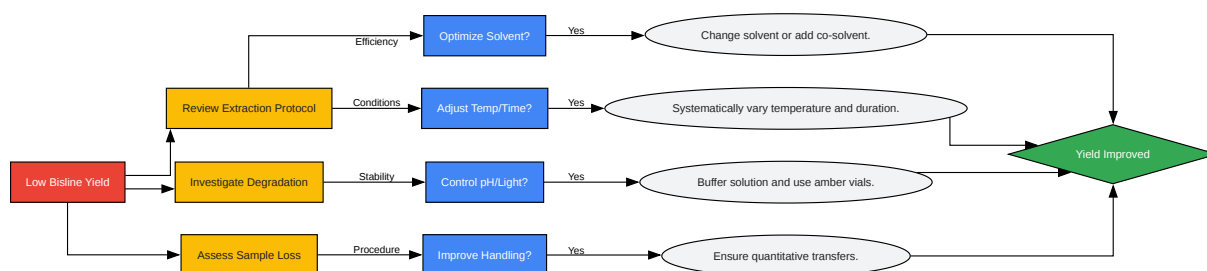 Optimize Solvent?
Yes
Change solvent or add co-solvent.
Efficiency
Review Extraction Protocol
Conditions
Adjust Temp/Time?
Yes
Systematically vary temperature and duration.
Yield Improved
Low Bisline Yield
Investigate Degradation
Stability
Control pH/Light?
Yes
Buffer solution and use amber vials.
Assess Sample Loss
Procedure
Improve Handling?
Yes
Ensure quantitative transfers.